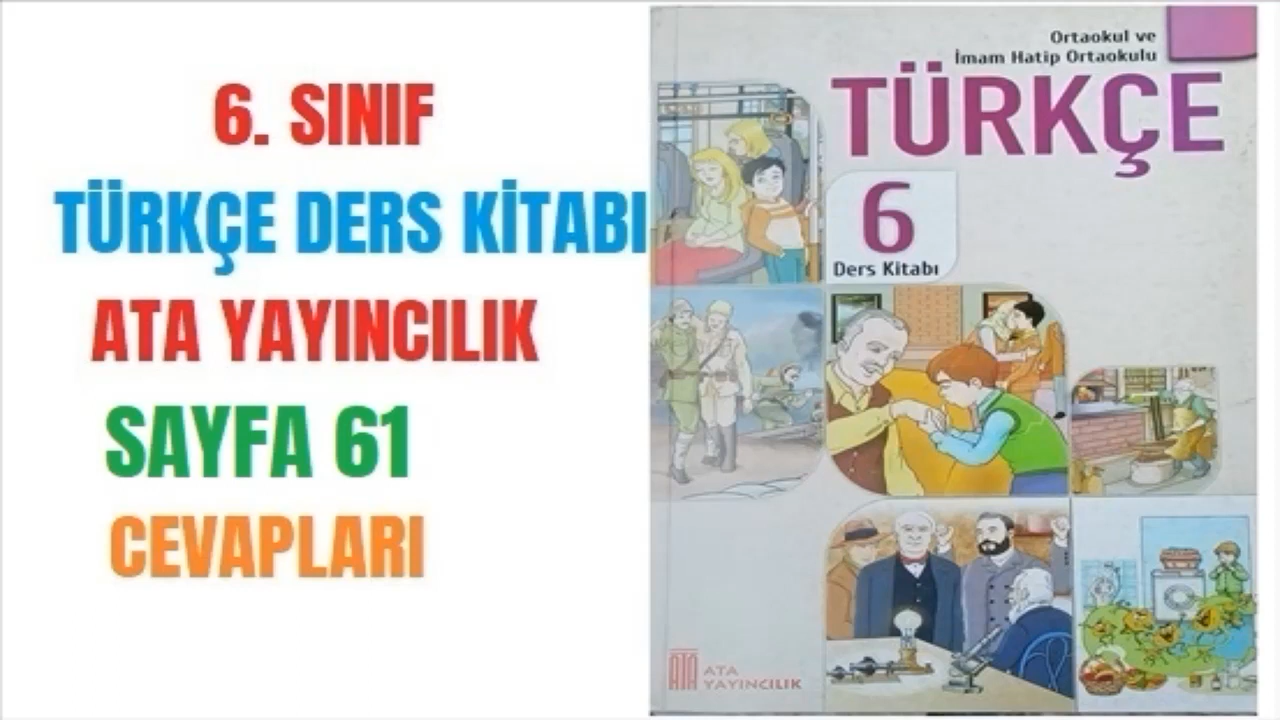 6. SINIF
TÜRKÇE DERS KİTABI
ATA YAYINCILIK
SAYFA 61
CEVAPLARI
Ortaokul ve
İmam Hatip Ortaokulu
TÜRKÇE
6
Ders Kitabı
ATA
ATA
YAYINCILIK